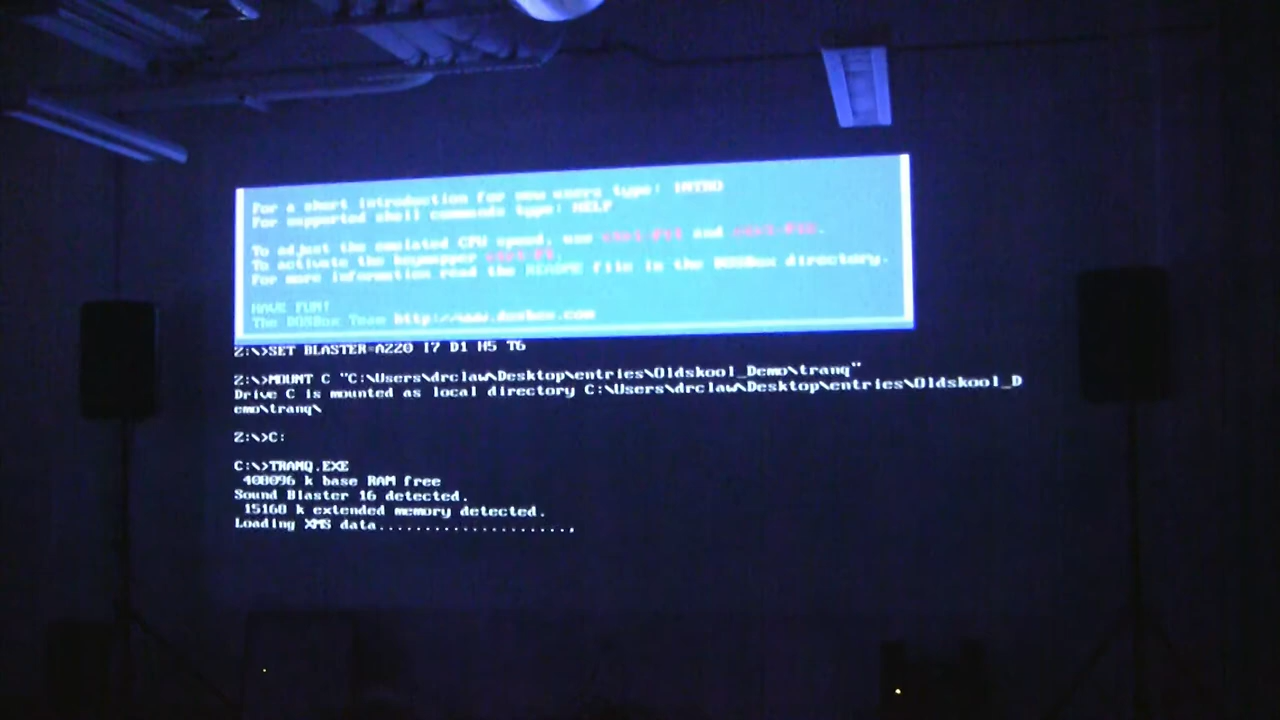 For a short introduction for new users type: INTRO
For supported shell commands type: HELP
To adjust the emulated CPU speed, use ctrl-F11 and ctrl-F12.
To activate the keymapper ctrl-F1.
For more information read the README file in the DOSBox directory.
HAVE FUN!
The DOSBox Team http://www.dosbox.com
Z:\>SET BLASTER=A220 I7 D1 H5 T6
Z:\>MOUNT C "C:\Users\drclaw\Desktop\entries\Oldskool_Demo\tranq"
Drive C is mounted as local directory C:\Users\drclaw\Desktop\entries\Oldskool_D
emo\tranq\
Z:\>C:
C:\>TRANQ.EXE
408096 k base RAM free
Sound Blaster 16 detected.
15168 k extended memory detected.
Loading XMS data.....................,